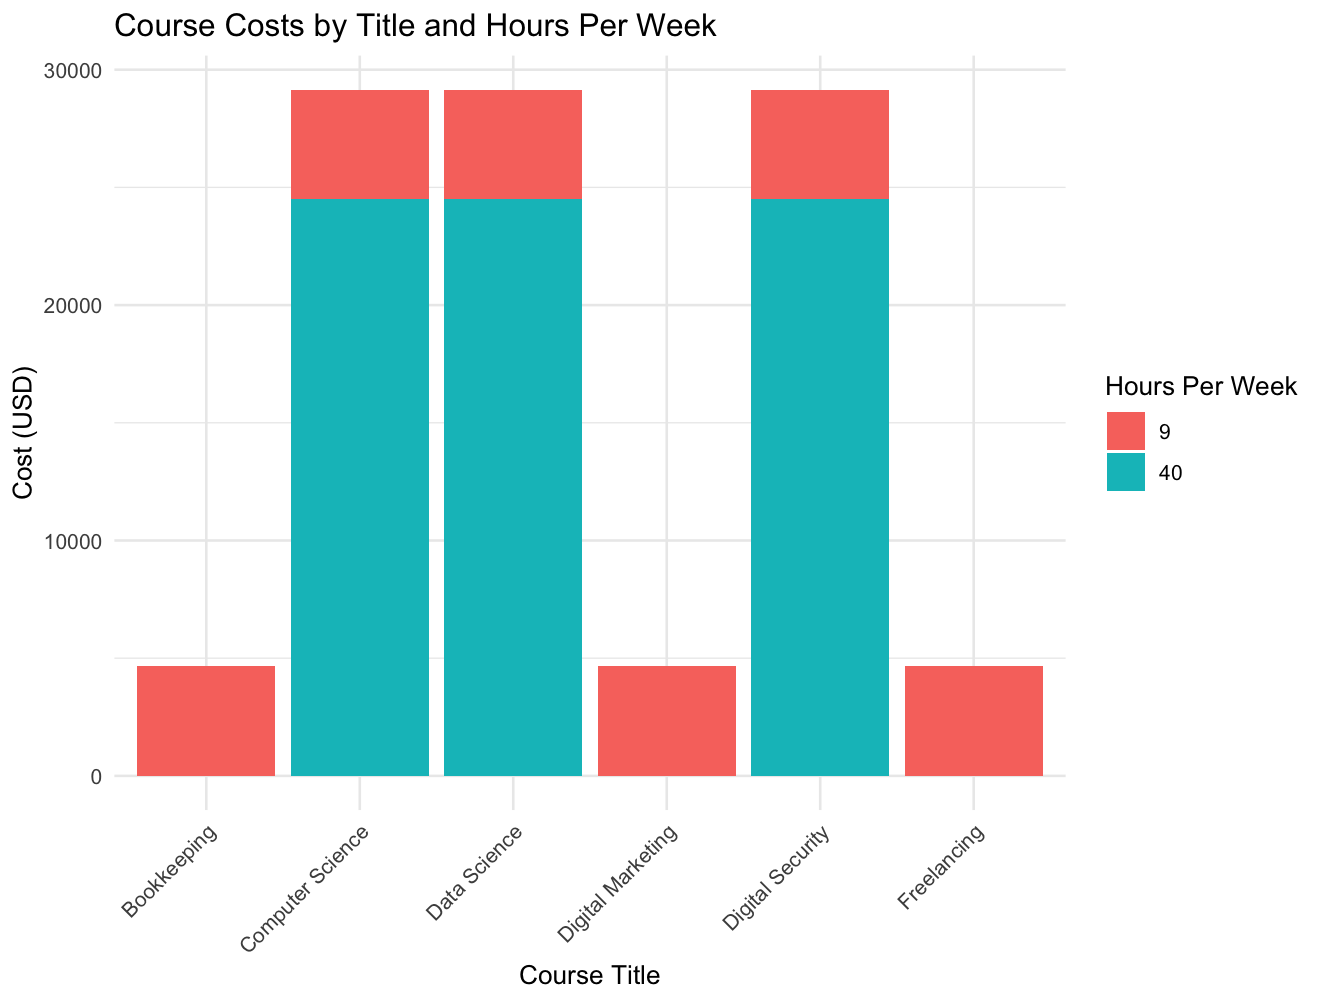 Course Costs by Title and Hours Per Week
30000
20000
10000
0
Cost (USD)
Bookkeeping
Computer Science
Data Science
Digital Marketing
Digital Security
Freelancing
Course Title
Hours Per Week
9
40